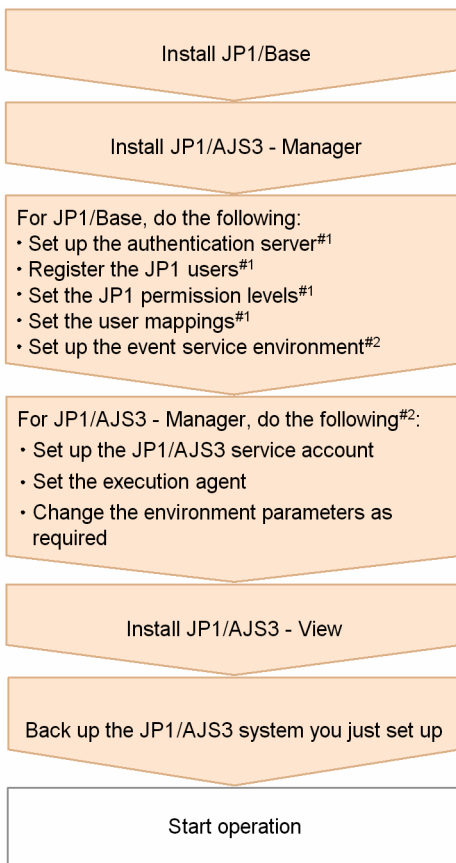 Install JP1/Base
Install JP1/AJS3 - Manager
For JP1/Base, do the following:
・Set up the authentication server#1
・Register the JP1 users#1
・Set the JP1 permission levels#1
・Set the user mappings#1
・Set up the event service environment#2
For JP1/AJS3 - Manager, do the following#2:
・Set up the JP1/AJS3 service account
・Set the execution agent
・Change the environment parameters as
required
Install JP1/AJS3 - View
Back up the JP1/AJS3 system you just set up
Start operation